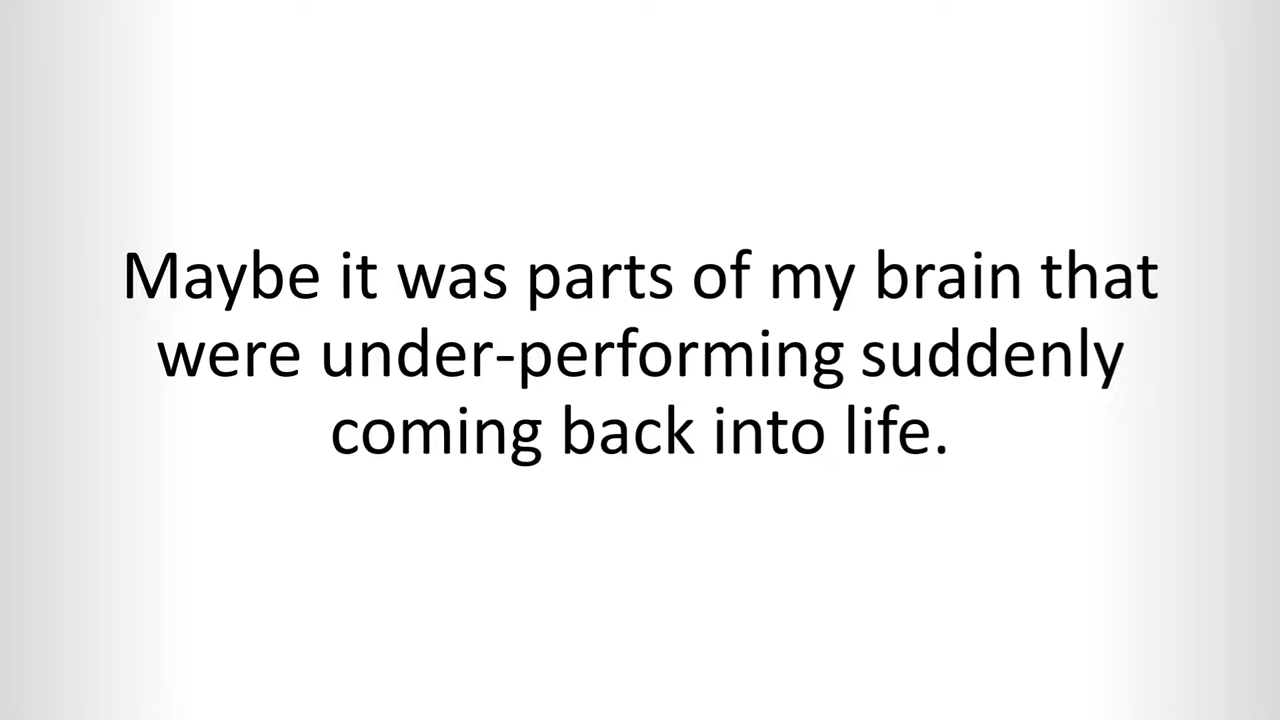 Maybe it was parts of my brain that
were under-performing suddenly
coming back into life.